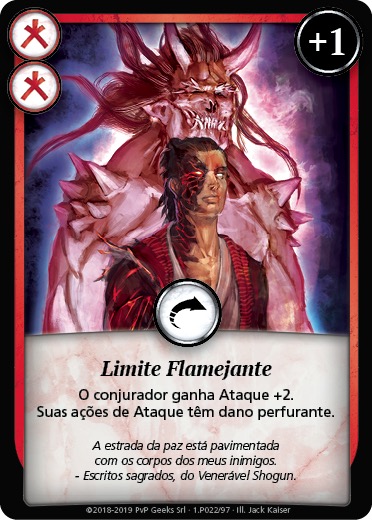 +1
Limite Flamejante
O conjurador ganha Ataque +2.
Suas ações de Ataque têm dano perfurante.
A estrada da paz está pavimentada
com os corpos dos meus inimigos.
- Escritos sagrados, do Venerável Shogun.
©2018-2019 PvP Geeks Srl · 1.P022/97 · Ill. Jack Kaiser